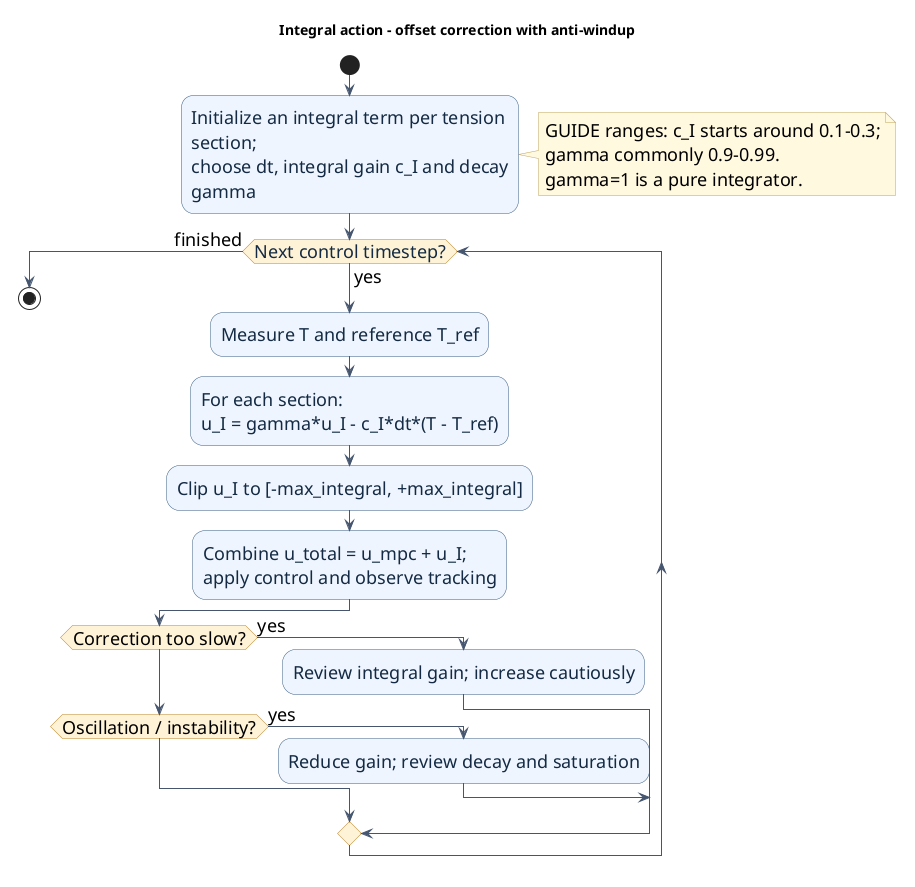 Integral action - offset correction with anti-windup
Initialize an integral term per tension
section;
choose dt, integral gain c_I and decay
gamma
GUIDE ranges: c_I starts around 0.1-0.3;
gamma commonly 0.9-0.99.
gamma=1 is a pure integrator.
finished
Next control timestep?
yes
Measure T and reference T_ref
For each section:
u_I = gamma*u_I - c_I*dt*(T - T_ref)
Clip u_I to [-max_integral, +max_integral]
Combine u_total = u_mpc + u_I;
apply control and observe tracking
Correction too slow?
yes
Review integral gain; increase cautiously
Oscillation / instability?
yes
Reduce gain; review decay and saturation